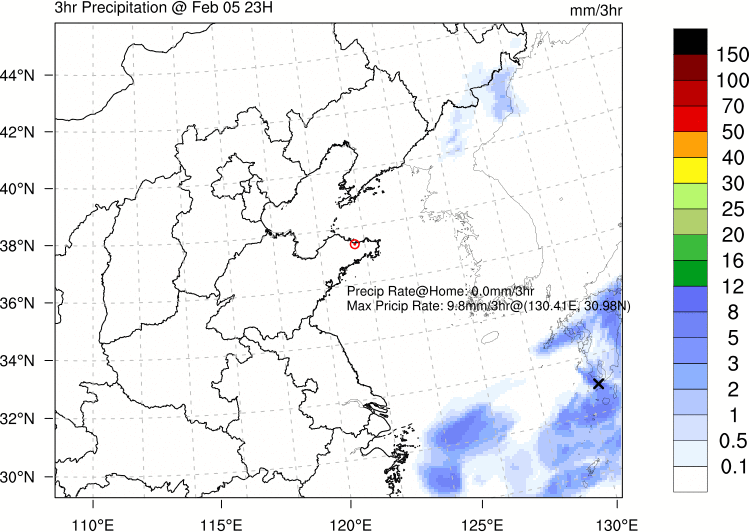 3hr Precipitation @ Feb 05 23H
mm/3hr
44°N
42°N
40°N
38°N
36°N
34°N
32°N
30°N
Precip Rate@Home: 0.0mm/3hr
Max Pricip Rate: 9.8mm/3hr@(130.41E, 30.98N)
110°E
115°E
120°E
125°E
130°E
150
100
70
50
40
30
25
20
16
12
8
5
3
2
1
0.5
0.1